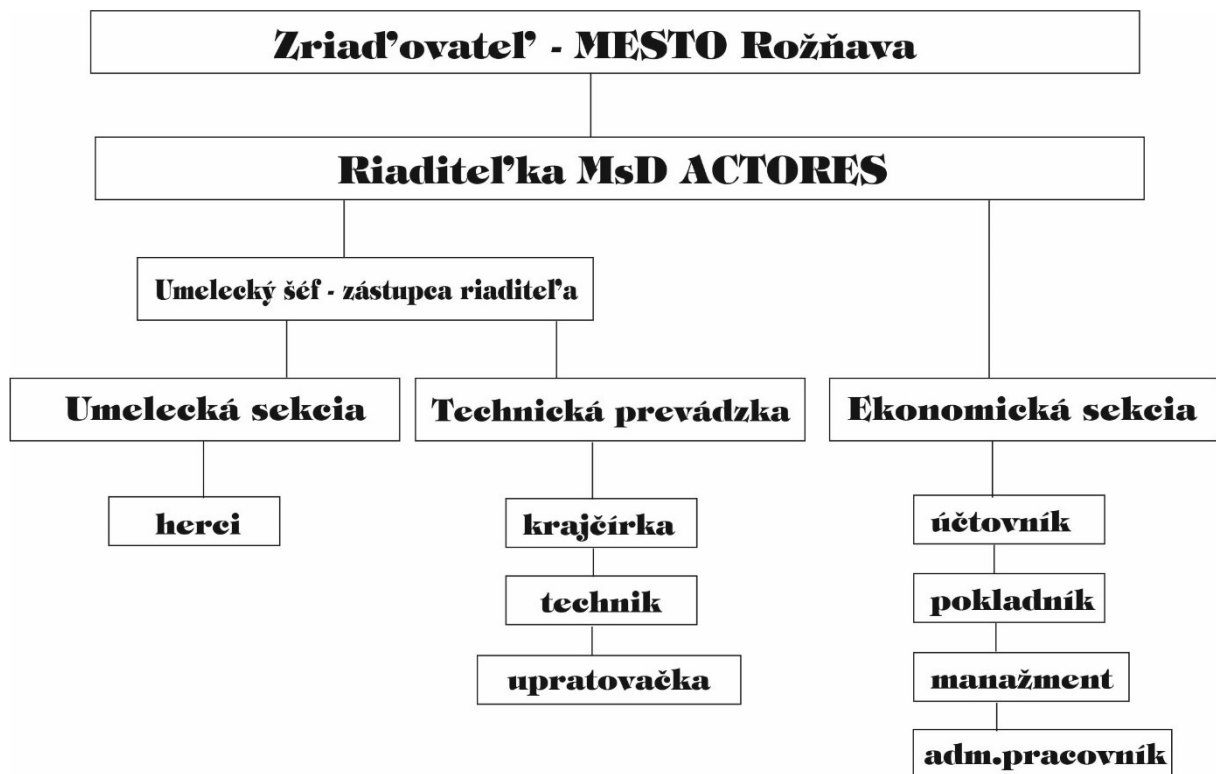 Zriaďovateľ - MESTO Rožňava
Riaditeľka MsD ACTORES
Umelecký šéf - zástupca riaditeľa
Umelecká sekcia
Technická prevádzka
Ekonomická sekcia
herci
krajčírka
technik
upratovačka
účtovník
pokladník
manažment
adm.pracovník